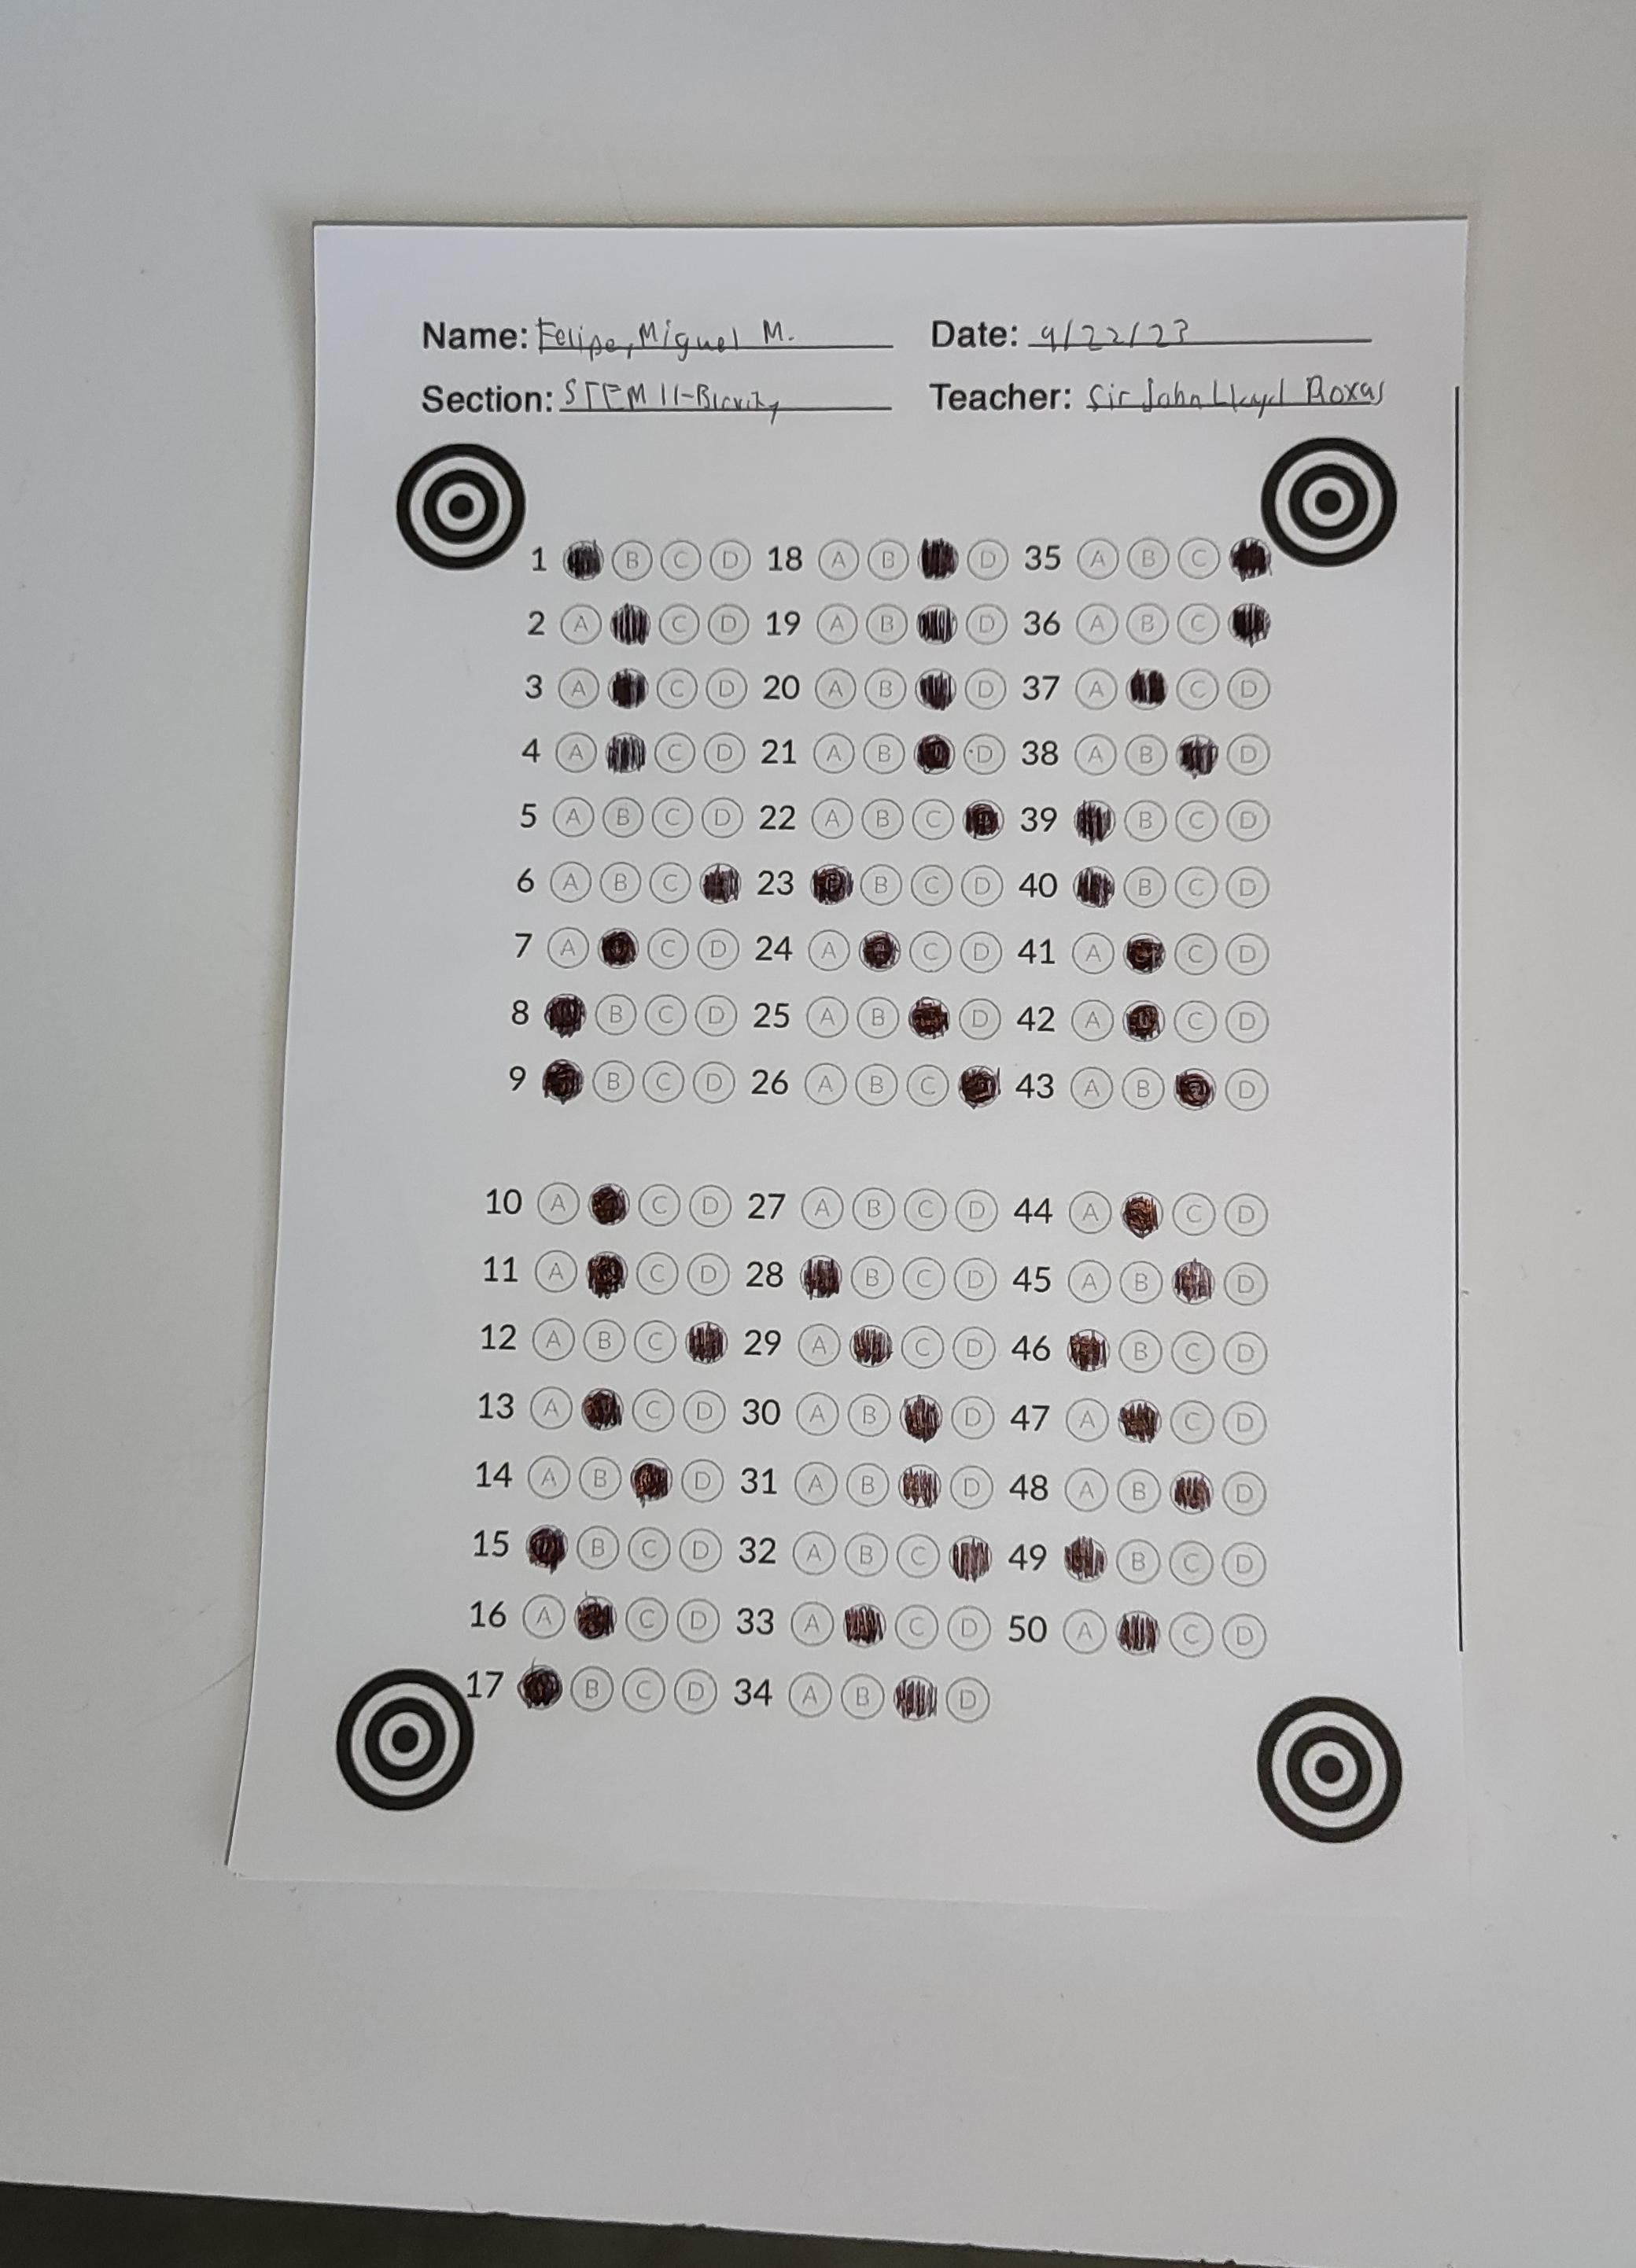 Name: Felipe, Miguel M. Date: 9/22/23
Section: STEM 11- Teacher: Sir John Lloyd Roxas
1 B C D 18 A B D 35 A B C
2 A C D 19 A B D 36 A B C
3 A C D 20 A B D 37 A C D
4 A C D 21 A B D 38 A B D
5 A B C D 22 A B C 39 B C D
6 A B C 23 B C D 40 B C D
7 A C D 24 A C D 41 A C D
8 B C D 25 A B D 42 A C D
9 B C D 26 A B C 43 A B D
10 A C D 27 A B C D 44 A C D
11 A C D 28 B C D 45 A B D
12 A B C 29 A C D 46 B C D
13 A C D 30 A B D 47 A C D
14 A B D 31 A B D 48 A B D
15 B C D 32 A B C 49 B C D
16 A C D 33 A C D 50 A C D
17 B C D 34 A B D